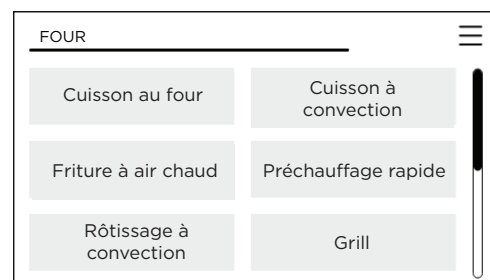 FOUR
Cuisson au four
Cuisson à
convection
Friture à air chaud
Préchauffage rapide
Rôtissage à
convection
Grill